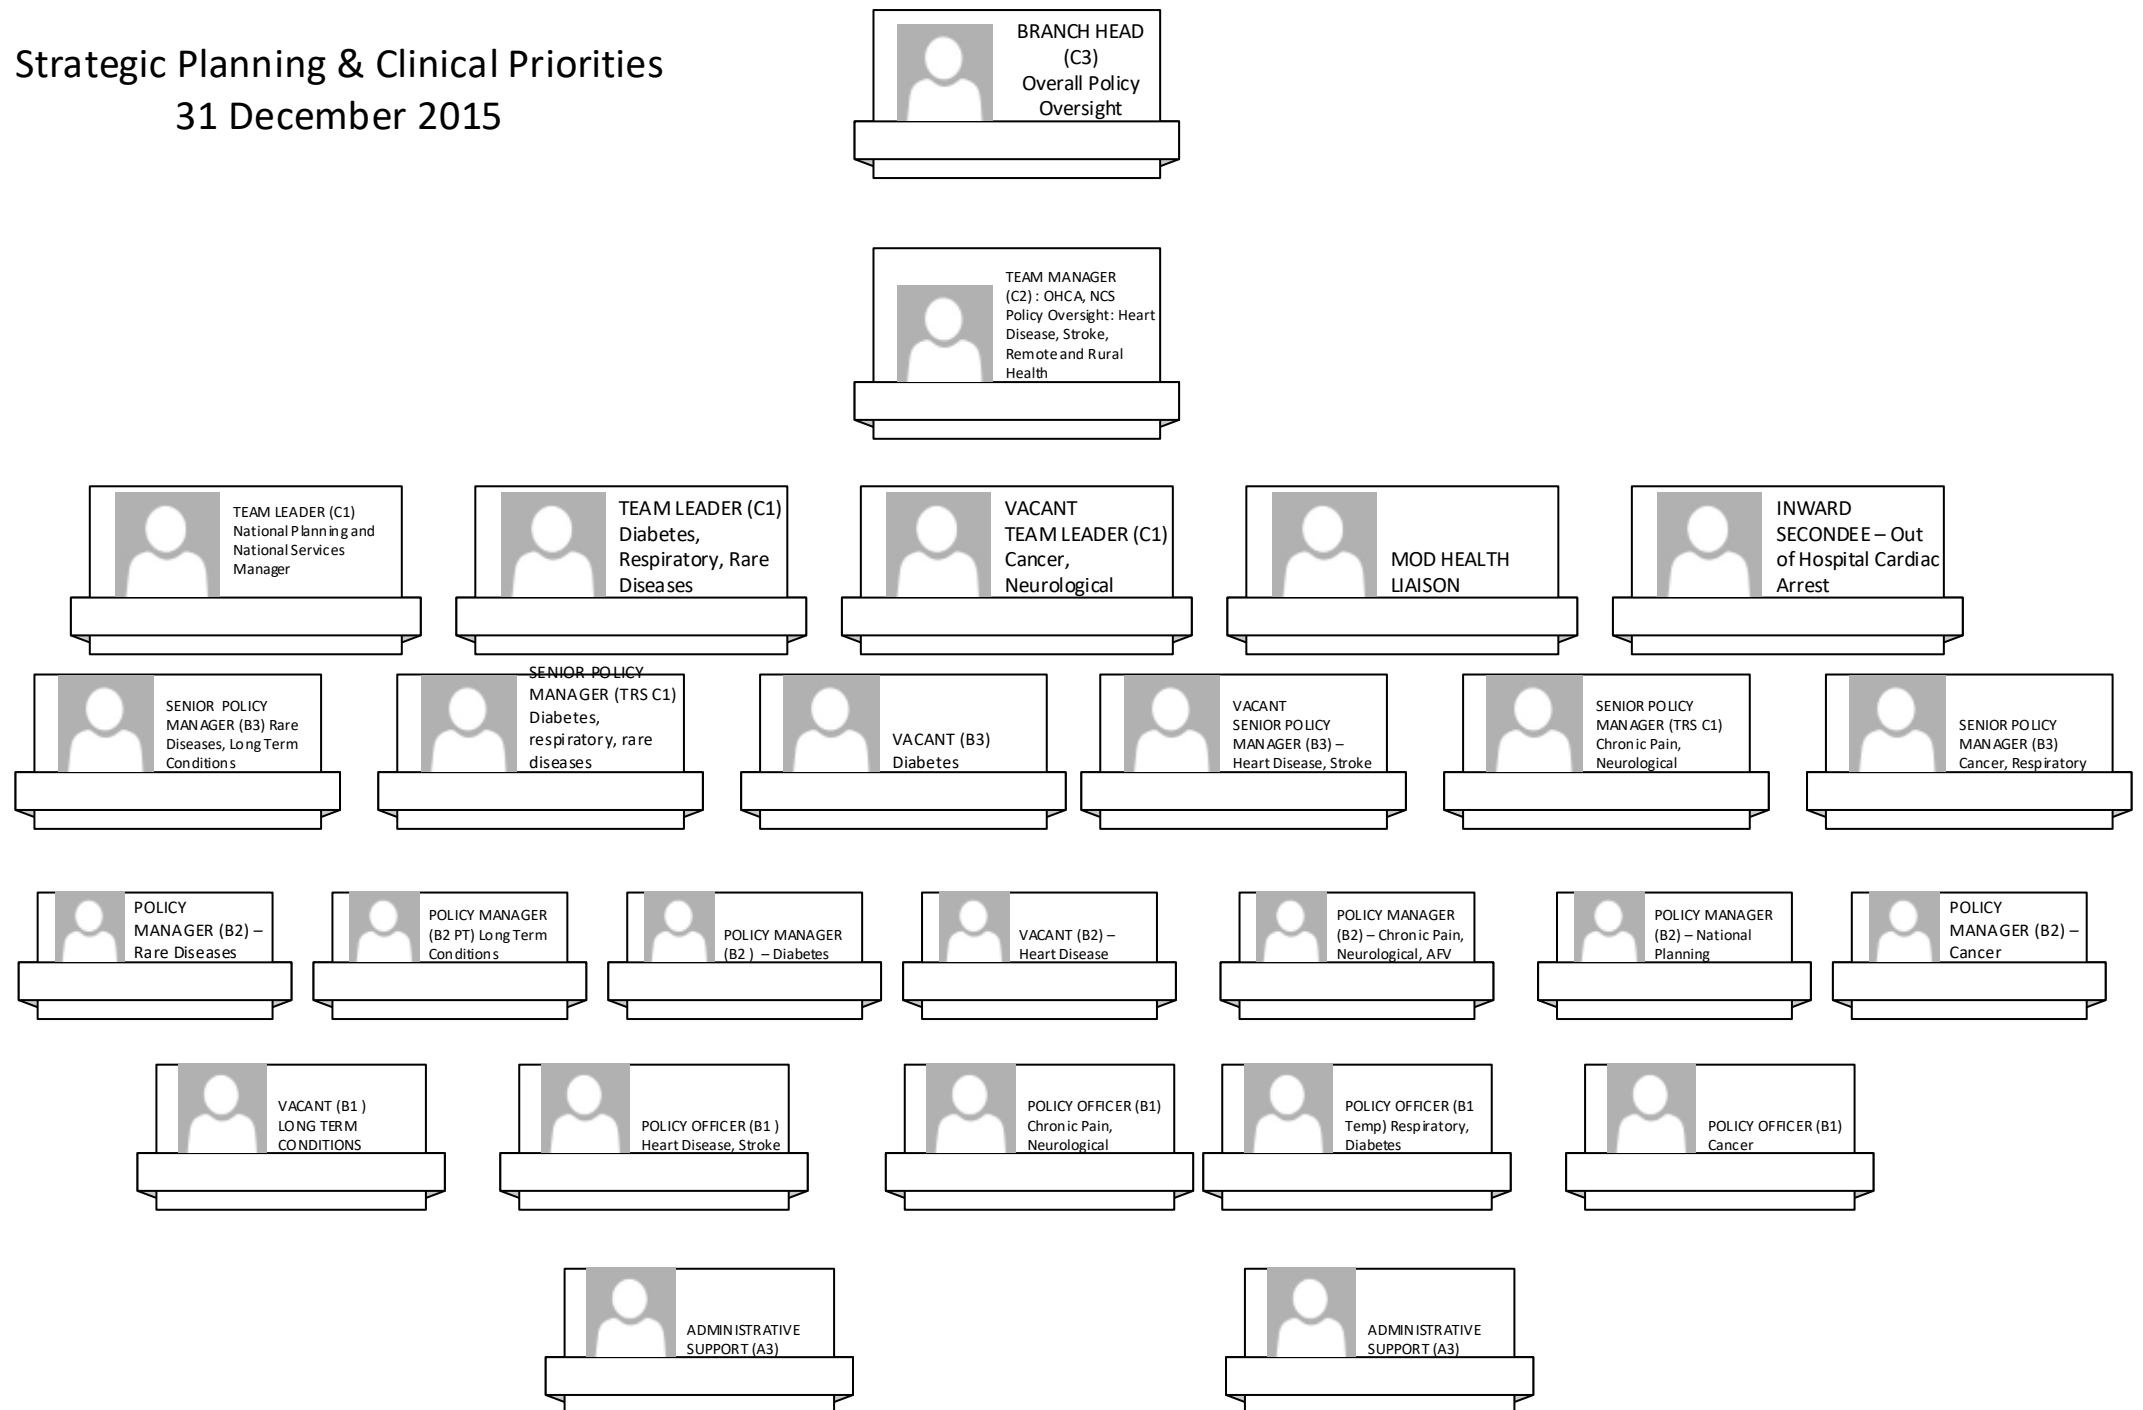 Strategic Planning & Clinical Priorities
31 December 2015
BRANCH HEAD
(C3)
Overall Policy
Oversight
TEAM MANAGER
(C2) : OHCA, NCS
Policy Oversight: Heart
Disease, Stroke,
Remote and Rural
Health
TEAM LEADER (C1)
National Planning and
National Services
Manager
TEAM LEADER (C1)
Diabetes,
Respiratory, Rare
Diseases
VACANT
TEAM LEADER (C1)
Cancer,
Neurological
MOD HEALTH
LIAISON
INWARD
SECONDEE – Out
of Hospital Cardiac
Arrest
SENIOR POLICY
MANAGER (B3) Rare
Diseases, Long Term
Conditions
SENIOR POLICY
MANAGER (TRS C1)
Diabetes,
respiratory, rare
diseases
VACANT (B3)
Diabetes
VACANT
SENIOR POLICY
MANAGER (B3) –
Heart Disease, Stroke
SENIOR POLICY
MANAGER (TRS C1)
Chronic Pain,
Neurological
SENIOR POLICY
MANAGER (B3)
Cancer, Respiratory
POLICY
MANAGER (B2) –
Rare Diseases
POLICY MANAGER
(B2 PT) Long Term
Conditions
POLICY MANAGER
(B2 ) – Diabetes
VACANT (B2) –
Heart Disease
POLICY MANAGER
(B2) – Chronic Pain,
Neurological, AFV
POLICY MANAGER
(B2) – National
Planning
POLICY
MANAGER (B2) –
Cancer
VACANT (B1 )
LONG TERM
CONDITIONS
POLICY OFFICER (B1 )
Heart Disease, Stroke
POLICY OFFICER (B1)
Chronic Pain,
Neurological
POLICY OFFICER (B1
Temp) Respiratory,
Diabetes
POLICY OFFICER (B1)
Cancer
ADMINISTRATIVE
SUPPORT (A3)
ADMINISTRATIVE
SUPPORT (A3)